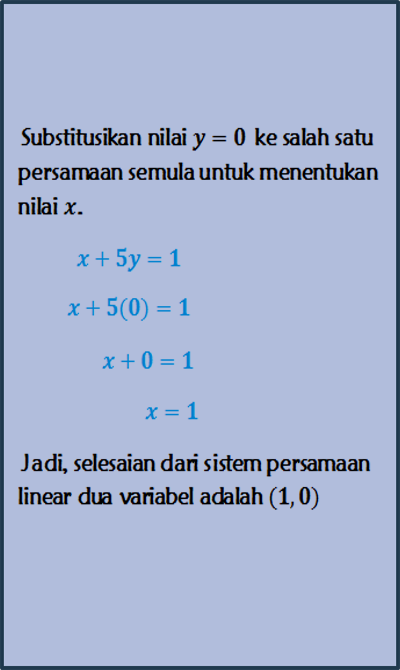 Substitusikan nilai y = 0 ke salah satu
persamaan semula untuk menentukan
nilai x.
x + 5y = 1
x + 5(0) = 1
x + 0 = 1
x = 1
Jadi, selesaian dari sistem persamaan
linear dua variabel adalah (1, 0)